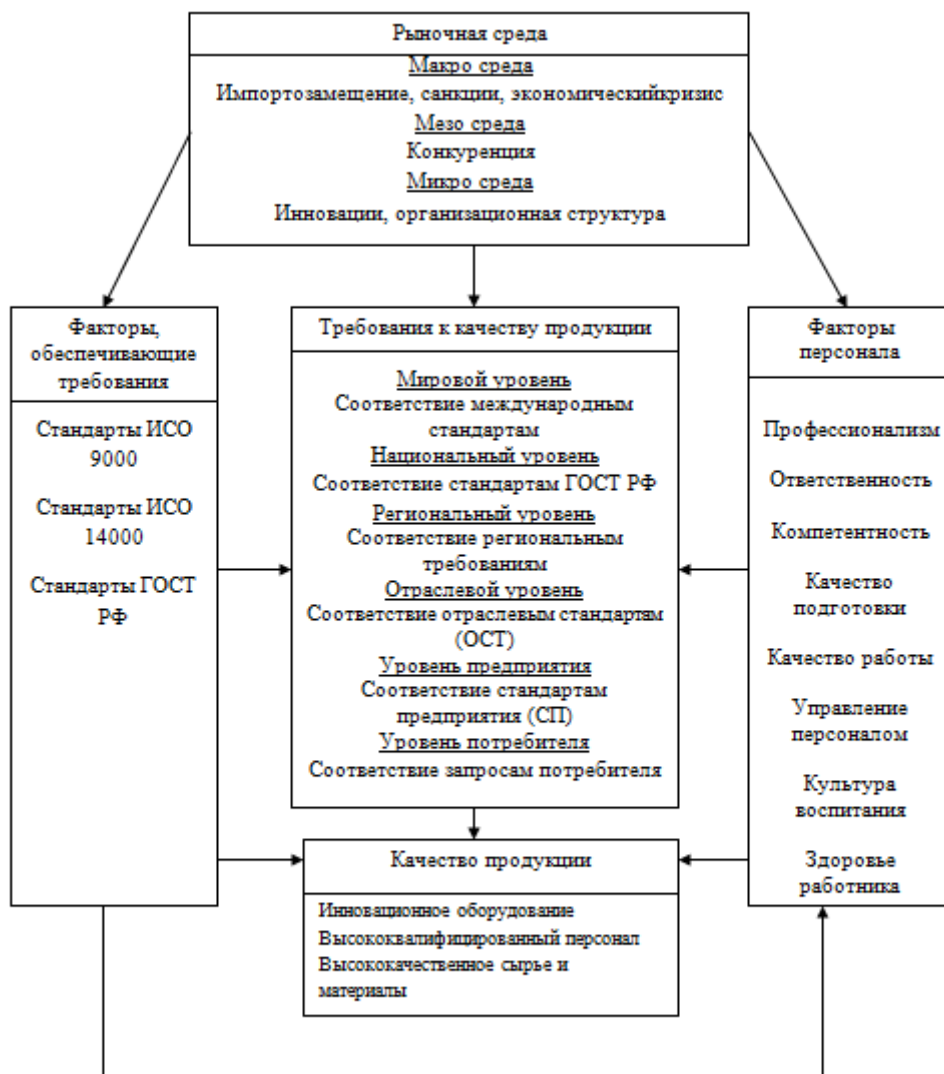 Рыночная среда
Макро среда
Импортозамещение, санкции, экономическийкризис
Мезо среда
Конкуренция
Микро среда
Инновации, организационная структура
Факторы,
обеспечивающие
требования
Стандарты ИСО
9000
Стандарты ИСО
14000
Стандарты ГОСТ
РФ
Требования к качеству продукции
Мировой уровень
Соответствие международным
стандартам
Национальный уровень
Соответствие стандартам ГОСТ РФ
Региональный уровень
Соответствие региональным
требованиям
Отраслевой уровень
Соответствие отраслевым стандартам
(ОСТ)
Уровень предприятия
Соответствие стандартам
предприятия (СП)
Уровень потребителя
Соответствие запросам потребителя
Факторы
персонала
Профессионализм
Ответственность
Компетентность
Качество
подготовки
Качество работы
Управление
персоналом
Культура
воспитания
Здоровье
работника
Качество продукции
Инновационное оборудование
Высококвалифицированный персонал
Высококачественное сырье и
материалы